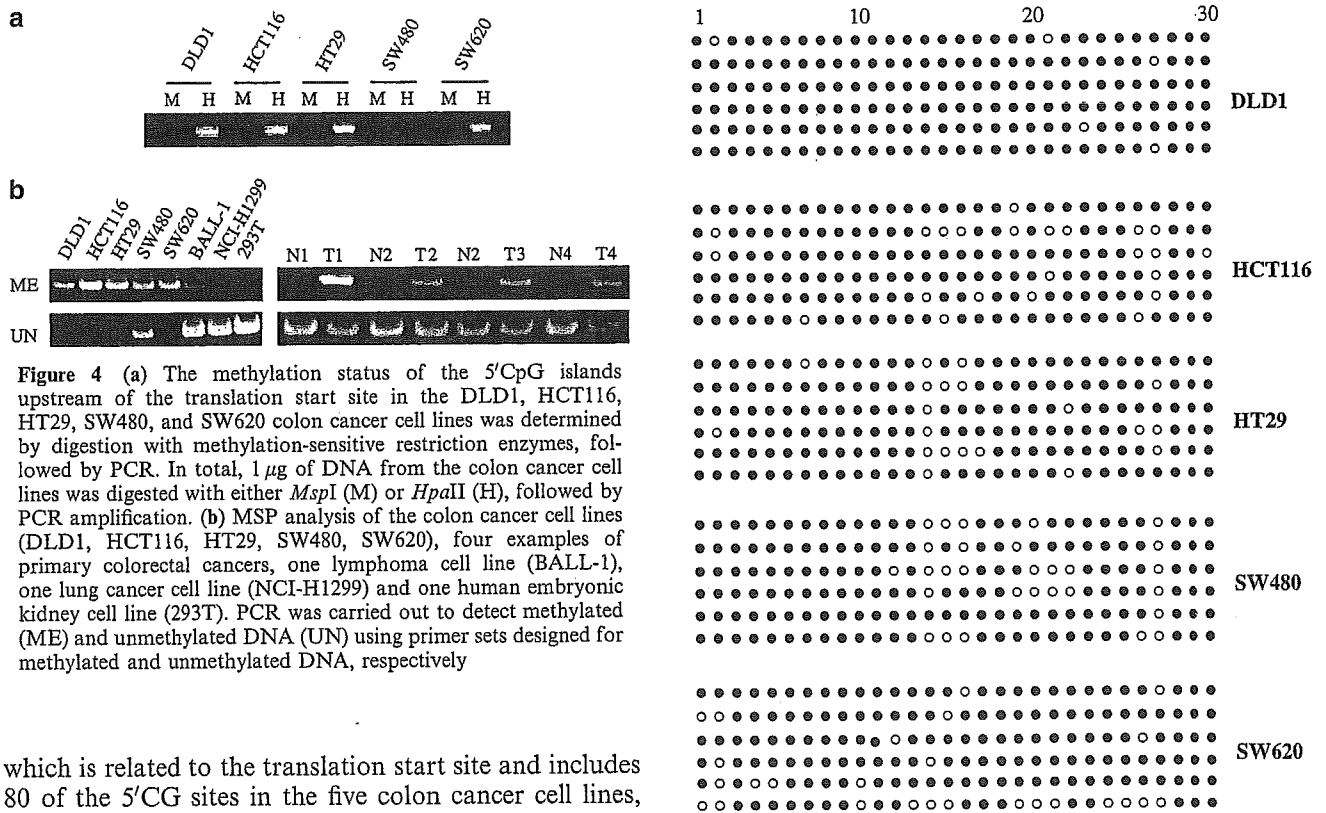 a
DLD1 HCT116 HT29 SW480 SW620
M H M H M H M H M H
b
DLD1 HCT116 HT29 SW480 SW620 BALL-1 NCI-H1299 293T
N1 T1 N2 T2 N2 T3 N4 T4
ME
UN
Figure 4 (a) The methylation status of the 5′CpG islands
upstream of the translation start site in the DLD1, HCT116,
HT29, SW480, and SW620 colon cancer cell lines was determined
by digestion with methylation-sensitive restriction enzymes, fol-
lowed by PCR. In total, 1 μg of DNA from the colon cancer cell
lines was digested with either MspI (M) or HpaII (H), followed by
PCR amplification. (b) MSP analysis of the colon cancer cell lines
(DLD1, HCT116, HT29, SW480, SW620), four examples of
primary colorectal cancers, one lymphoma cell line (BALL-1),
one lung cancer cell line (NCI-H1299) and one human embryonic
kidney cell line (293T). PCR was carried out to detect methylated
(ME) and unmethylated DNA (UN) using primer sets designed for
methylated and unmethylated DNA, respectively
which is related to the translation start site and includes
80 of the 5′CG sites in the five colon cancer cell lines,
1 10 20 30
DLD1
HCT116
HT29
SW480
SW620